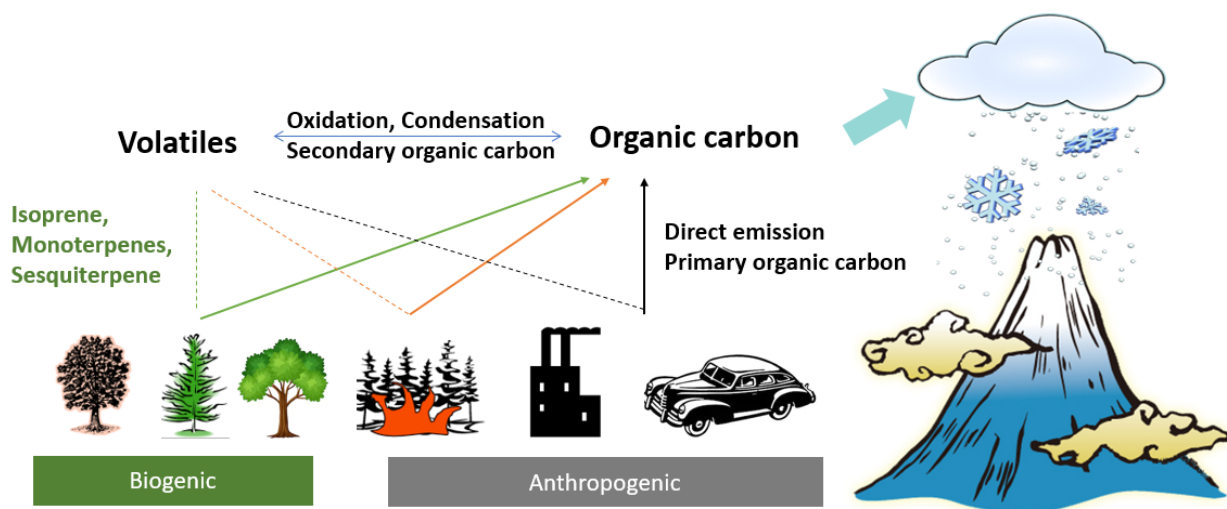 Oxidation, Condensation
Volatiles
Organic carbon
Secondary organic carbon
Isoprene,
Monoterpenes,
Sesquiterpene
Direct emission
Primary organic carbon
Biogenic
Anthropogenic